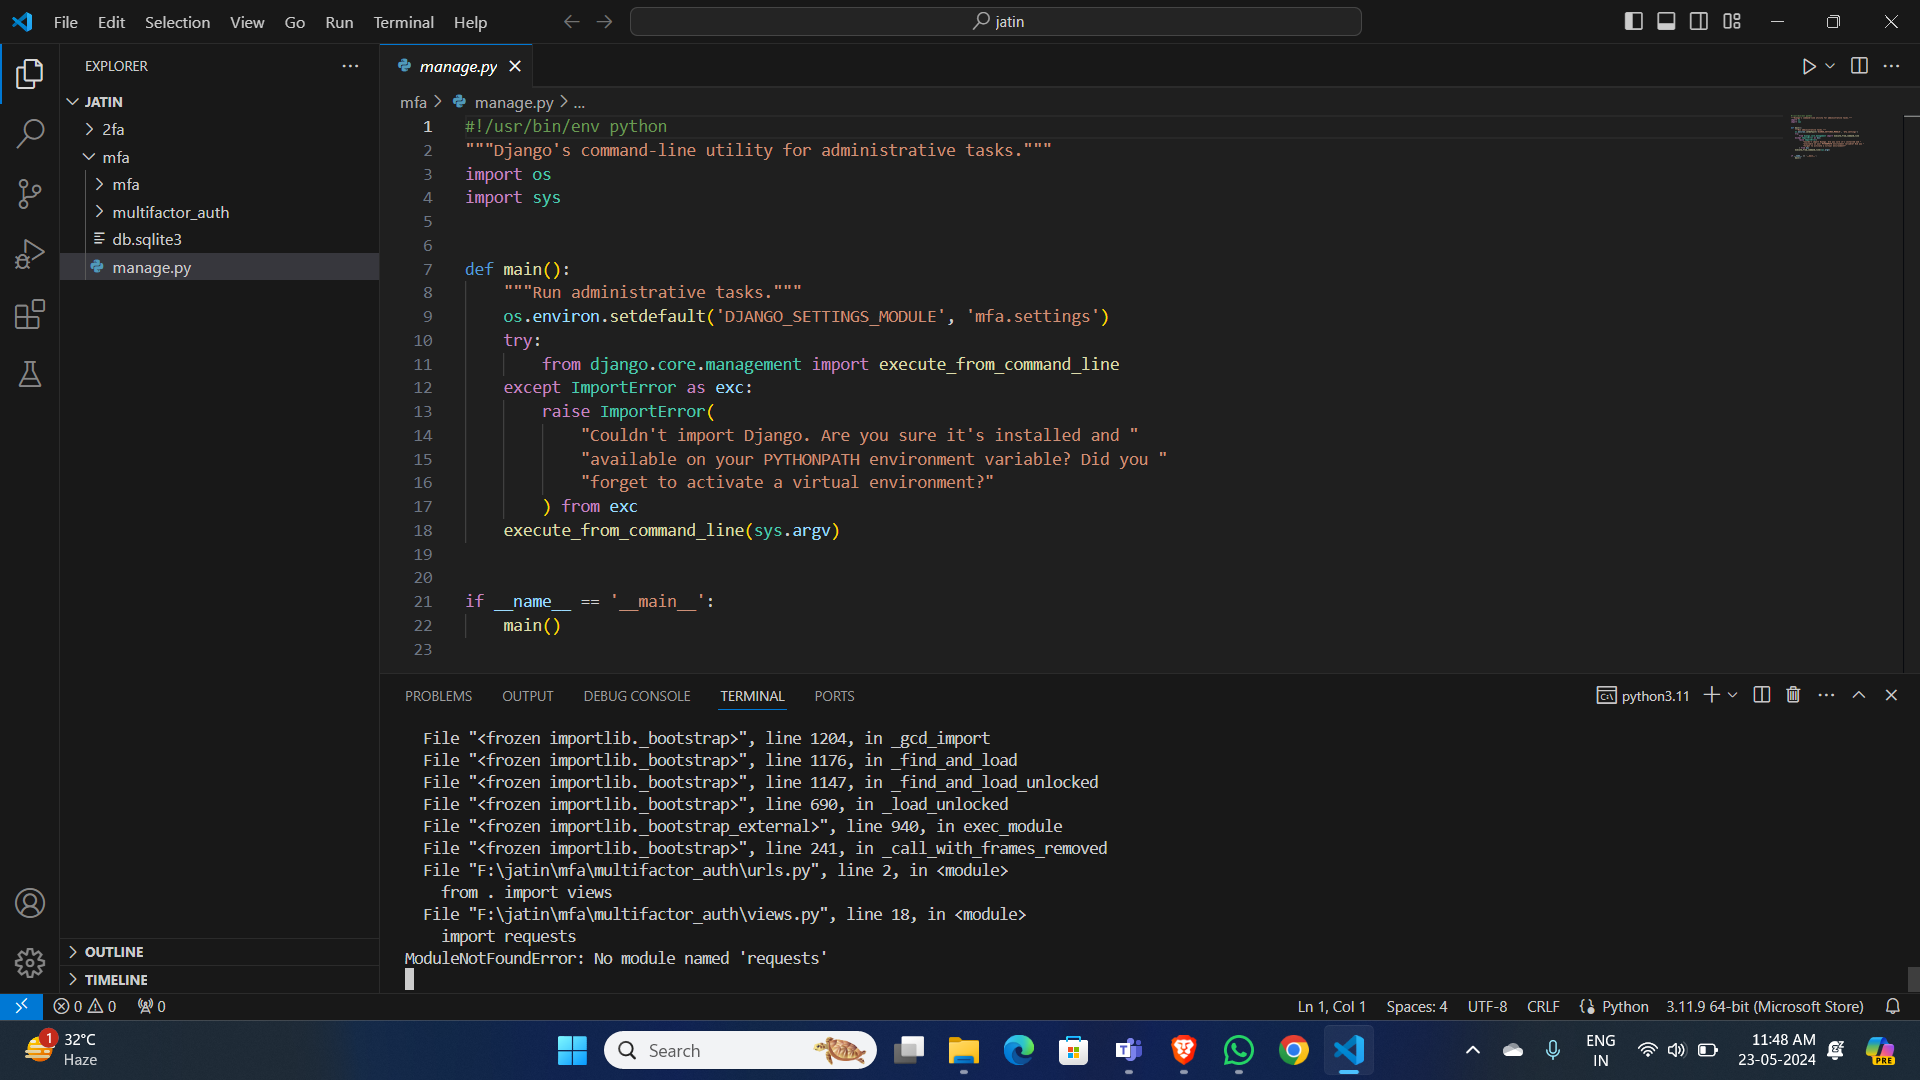 File Edit Selection View Go Run Terminal Help
jatin
EXPLORER
JATIN
2fa
mfa
mfa
multifactor_auth
db.sqlite3
manage.py
OUTLINE
TIMELINE
manage.py
mfa > manage.py > ...
1 #!/usr/bin/env python
2 """Django's command-line utility for administrative tasks."""
3 import os
4 import sys
5
6
7 def main():
8     """Run administrative tasks."""
9     os.environ.setdefault('DJANGO_SETTINGS_MODULE', 'mfa.settings')
10     try:
11         from django.core.management import execute_from_command_line
12     except ImportError as exc:
13         raise ImportError(
14             "Couldn't import Django. Are you sure it's installed and "
15             "available on your PYTHONPATH environment variable? Did you "
16             "forget to activate a virtual environment?"
17         ) from exc
18     execute_from_command_line(sys.argv)
19
20
21 if __name__ == '__main__':
22     main()
23
PROBLEMS OUTPUT DEBUG CONSOLE TERMINAL PORTS
python3.11
File "<frozen importlib._bootstrap>", line 1204, in _gcd_import
File "<frozen importlib._bootstrap>", line 1176, in _find_and_load
File "<frozen importlib._bootstrap>", line 1147, in _find_and_load_unlocked
File "<frozen importlib._bootstrap>", line 690, in _load_unlocked
File "<frozen importlib._bootstrap_external>", line 940, in exec_module
File "<frozen importlib._bootstrap>", line 241, in _call_with_frames_removed
File "F:\jatin\mfa\multifactor_auth\urls.py", line 2, in <module>
from . import views
File "F:\jatin\mfa\multifactor_auth\views.py", line 18, in <module>
import requests
ModuleNotFoundError: No module named 'requests'
0 0 0
Ln 1, Col 1 Spaces: 4 UTF-8 CRLF Python 3.11.9 64-bit (Microsoft Store)
1
32°C
Haze
Search
ENG
IN
11:48 AM
23-05-2024
PRE